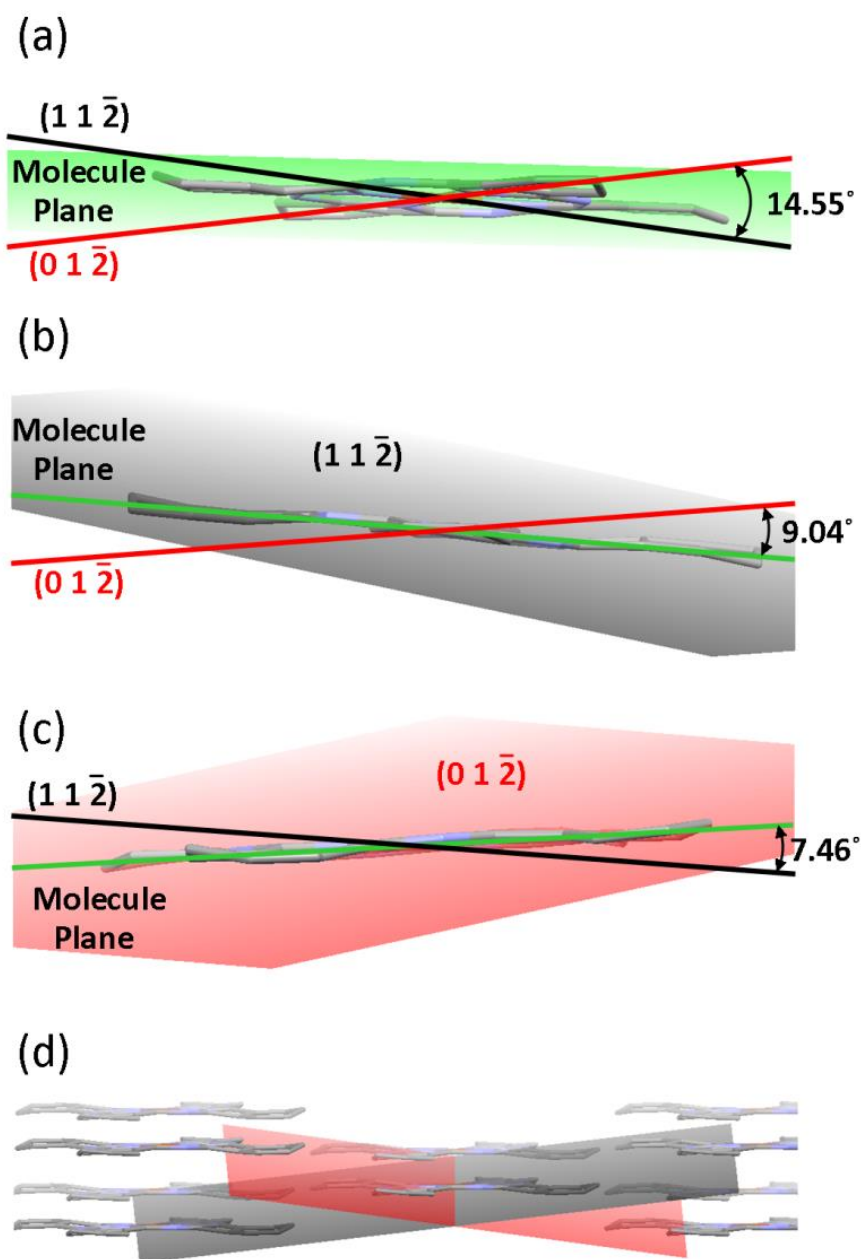 (a)
(1 1 2̄)
Molecule
Plane
14.55°
(0 1 2̄)
(b)
Molecule
Plane
(1 1 2̄)
9.04°
(0 1 2̄)
(c)
(0 1 2̄)
(1 1 2̄)
7.46°
Molecule
Plane
(d)